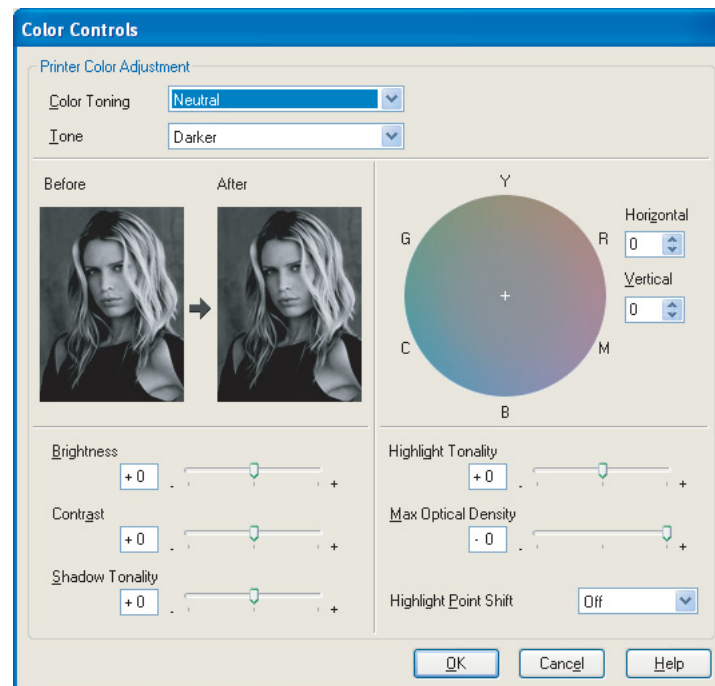 Color Controls
Printer Color Adjustment
Color Toning Neutral
Tone Darker
Before After
Y
G R
C M
B
Horizontal
0
Vertical
0
Brightness
+ 0 - +
Contrast
+ 0 - +
Shadow Tonality
+ 0 - +
Highlight Tonality
+ 0 - +
Max Optical Density
- 0 - +
Highlight Point Shift Off
OK Cancel Help